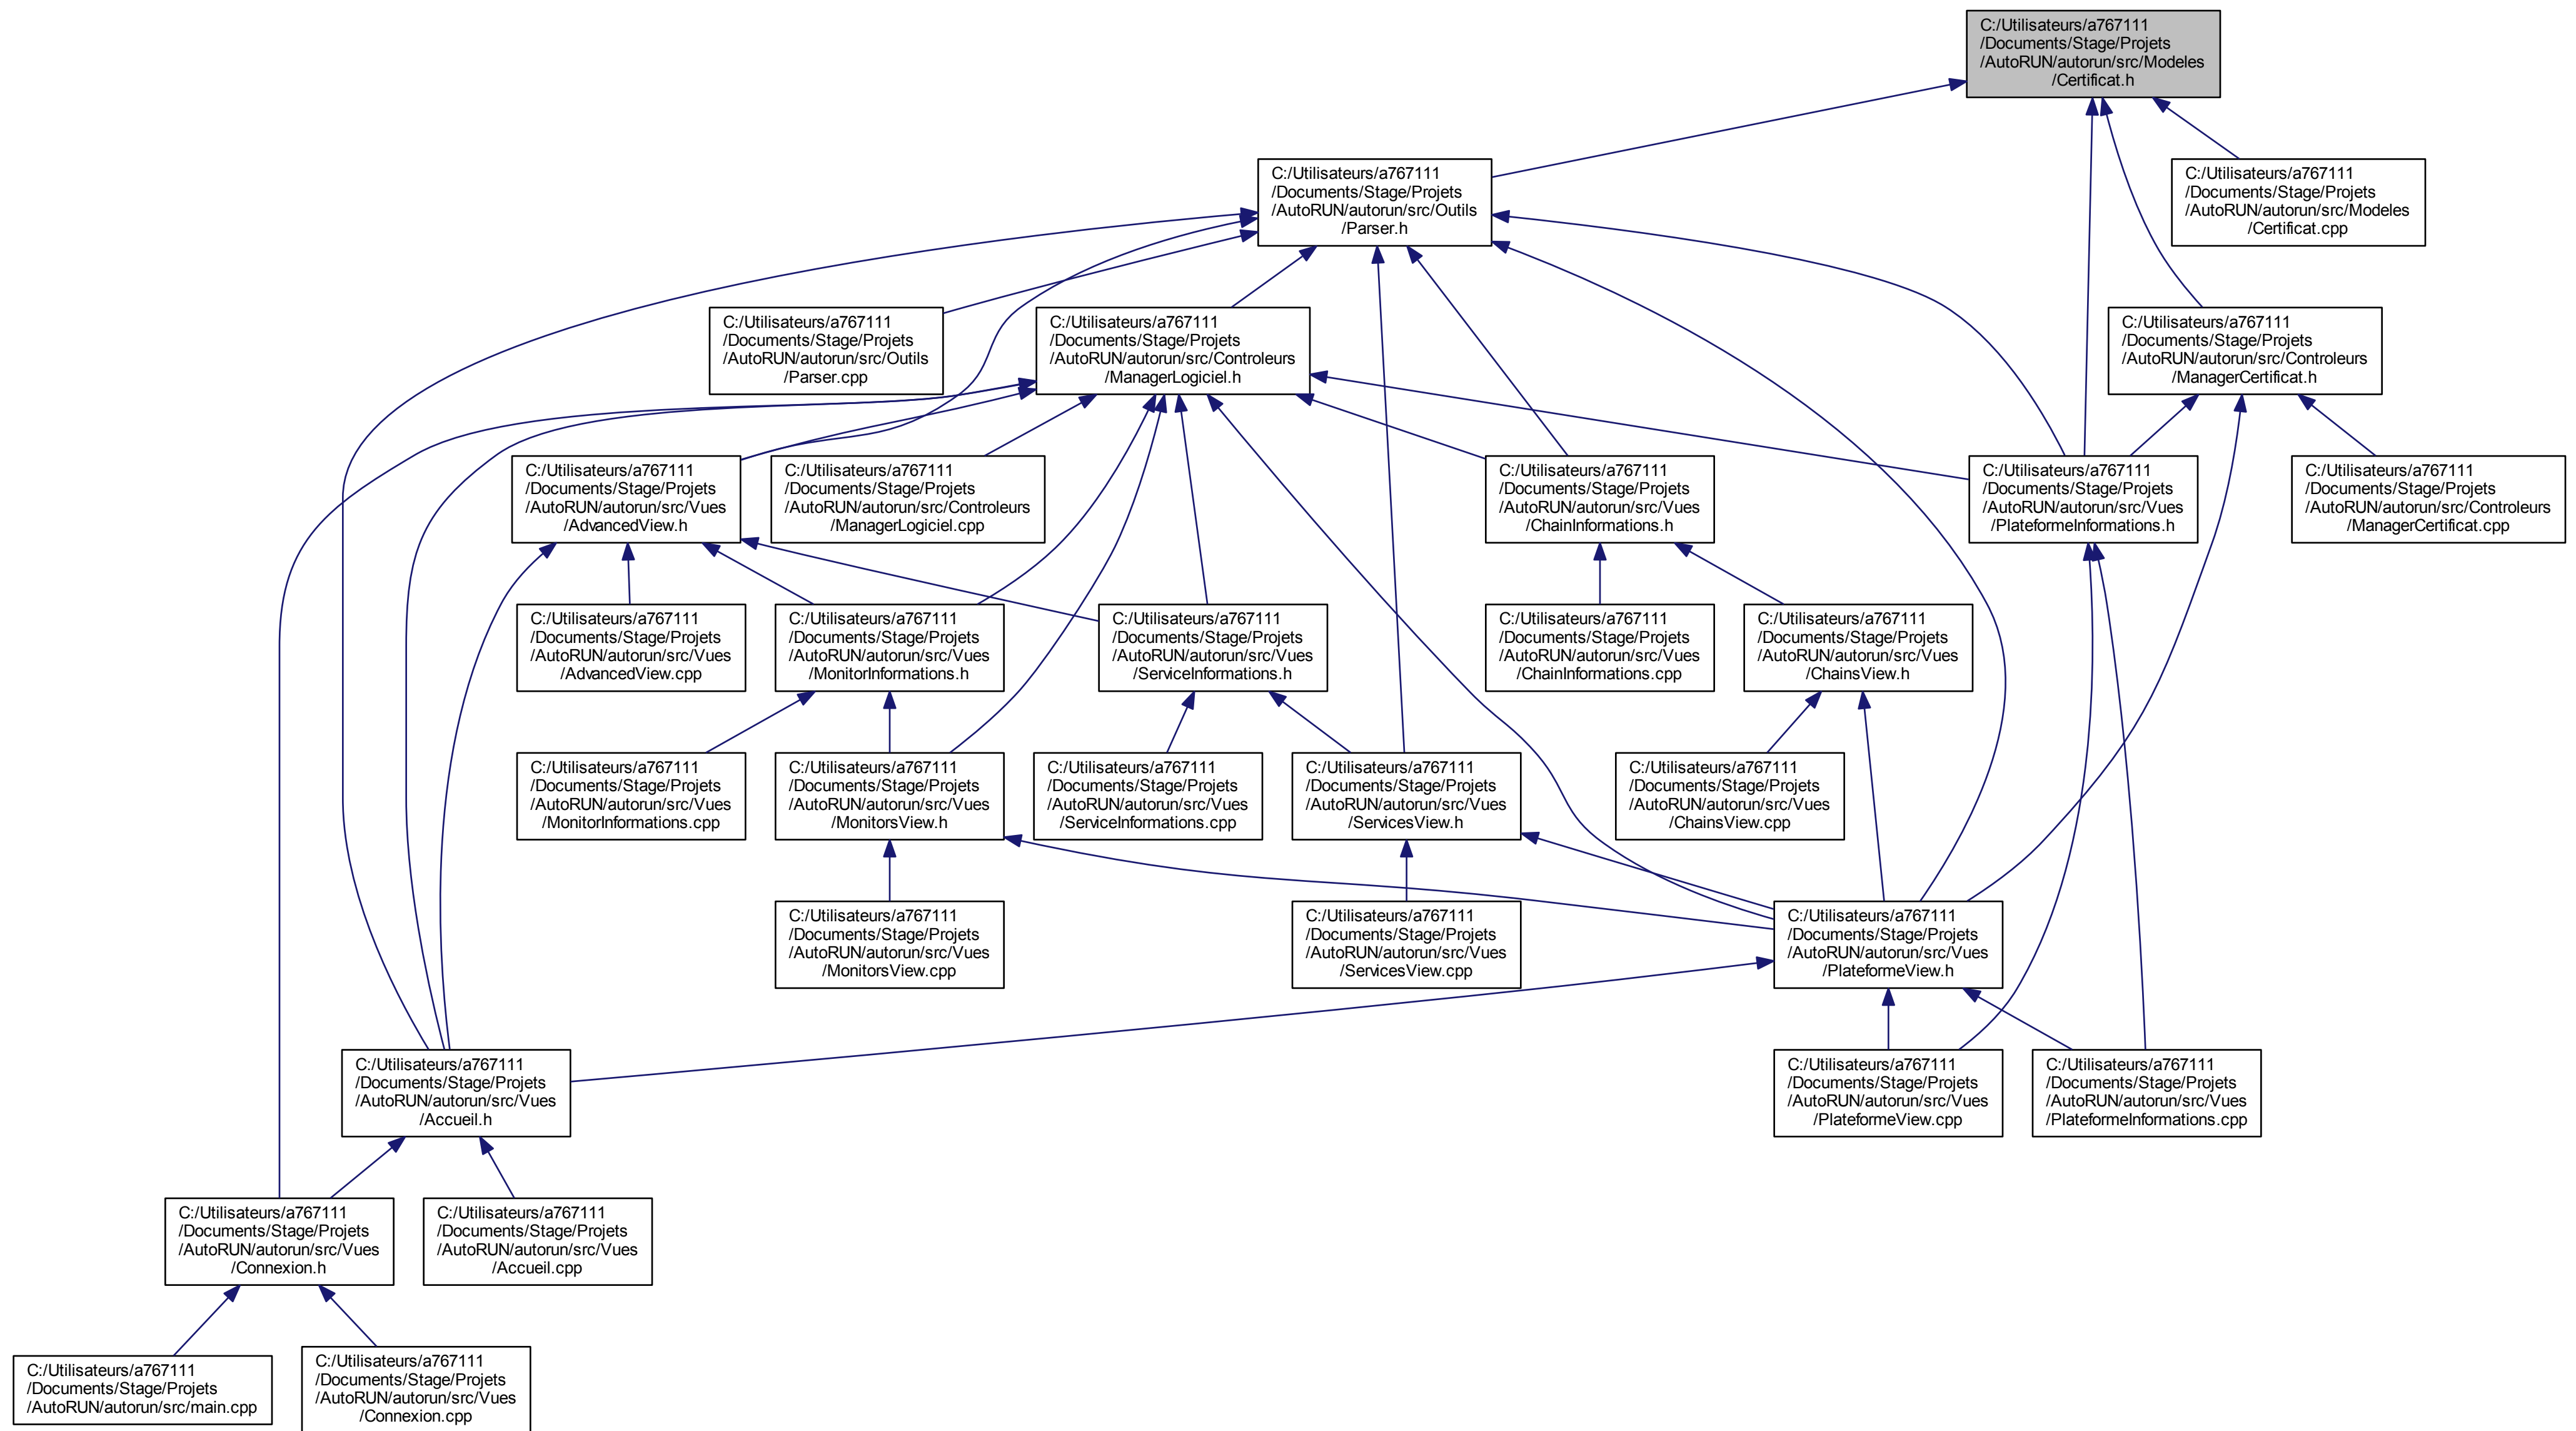 C:/Utilisateurs/a767111
/Documents/Stage/Projets
/AutoRUN/autorun/src/Modeles
/Certificat.h
C:/Utilisateurs/a767111
/Documents/Stage/Projets
/AutoRUN/autorun/src/Outils
/Parser.h
C:/Utilisateurs/a767111
/Documents/Stage/Projets
/AutoRUN/autorun/src/Modeles
/Certificat.cpp
C:/Utilisateurs/a767111
/Documents/Stage/Projets
/AutoRUN/autorun/src/Outils
/Parser.cpp
C:/Utilisateurs/a767111
/Documents/Stage/Projets
/AutoRUN/autorun/src/Controleurs
/ManagerLogiciel.h
C:/Utilisateurs/a767111
/Documents/Stage/Projets
/AutoRUN/autorun/src/Controleurs
/ManagerCertificat.h
C:/Utilisateurs/a767111
/Documents/Stage/Projets
/AutoRUN/autorun/src/Vues
/AdvancedView.h
C:/Utilisateurs/a767111
/Documents/Stage/Projets
/AutoRUN/autorun/src/Controleurs
/ManagerLogiciel.cpp
C:/Utilisateurs/a767111
/Documents/Stage/Projets
/AutoRUN/autorun/src/Vues
/ChainInformations.h
C:/Utilisateurs/a767111
/Documents/Stage/Projets
/AutoRUN/autorun/src/Vues
/PlateformeInformations.h
C:/Utilisateurs/a767111
/Documents/Stage/Projets
/AutoRUN/autorun/src/Controleurs
/ManagerCertificat.cpp
C:/Utilisateurs/a767111
/Documents/Stage/Projets
/AutoRUN/autorun/src/Vues
/AdvancedView.cpp
C:/Utilisateurs/a767111
/Documents/Stage/Projets
/AutoRUN/autorun/src/Vues
/MonitorInformations.h
C:/Utilisateurs/a767111
/Documents/Stage/Projets
/AutoRUN/autorun/src/Vues
/ServiceInformations.h
C:/Utilisateurs/a767111
/Documents/Stage/Projets
/AutoRUN/autorun/src/Vues
/ChainInformations.cpp
C:/Utilisateurs/a767111
/Documents/Stage/Projets
/AutoRUN/autorun/src/Vues
/ChainsView.h
C:/Utilisateurs/a767111
/Documents/Stage/Projets
/AutoRUN/autorun/src/Vues
/MonitorInformations.cpp
C:/Utilisateurs/a767111
/Documents/Stage/Projets
/AutoRUN/autorun/src/Vues
/MonitorsView.h
C:/Utilisateurs/a767111
/Documents/Stage/Projets
/AutoRUN/autorun/src/Vues
/ServiceInformations.cpp
C:/Utilisateurs/a767111
/Documents/Stage/Projets
/AutoRUN/autorun/src/Vues
/ServicesView.h
C:/Utilisateurs/a767111
/Documents/Stage/Projets
/AutoRUN/autorun/src/Vues
/ChainsView.cpp
C:/Utilisateurs/a767111
/Documents/Stage/Projets
/AutoRUN/autorun/src/Vues
/MonitorsView.cpp
C:/Utilisateurs/a767111
/Documents/Stage/Projets
/AutoRUN/autorun/src/Vues
/ServicesView.cpp
C:/Utilisateurs/a767111
/Documents/Stage/Projets
/AutoRUN/autorun/src/Vues
/PlateformeView.h
C:/Utilisateurs/a767111
/Documents/Stage/Projets
/AutoRUN/autorun/src/Vues
/Accueil.h
C:/Utilisateurs/a767111
/Documents/Stage/Projets
/AutoRUN/autorun/src/Vues
/PlateformeView.cpp
C:/Utilisateurs/a767111
/Documents/Stage/Projets
/AutoRUN/autorun/src/Vues
/PlateformeInformations.cpp
C:/Utilisateurs/a767111
/Documents/Stage/Projets
/AutoRUN/autorun/src/Vues
/Connexion.h
C:/Utilisateurs/a767111
/Documents/Stage/Projets
/AutoRUN/autorun/src/Vues
/Accueil.cpp
C:/Utilisateurs/a767111
/Documents/Stage/Projets
/AutoRUN/autorun/src/main.cpp
C:/Utilisateurs/a767111
/Documents/Stage/Projets
/AutoRUN/autorun/src/Vues
/Connexion.cpp